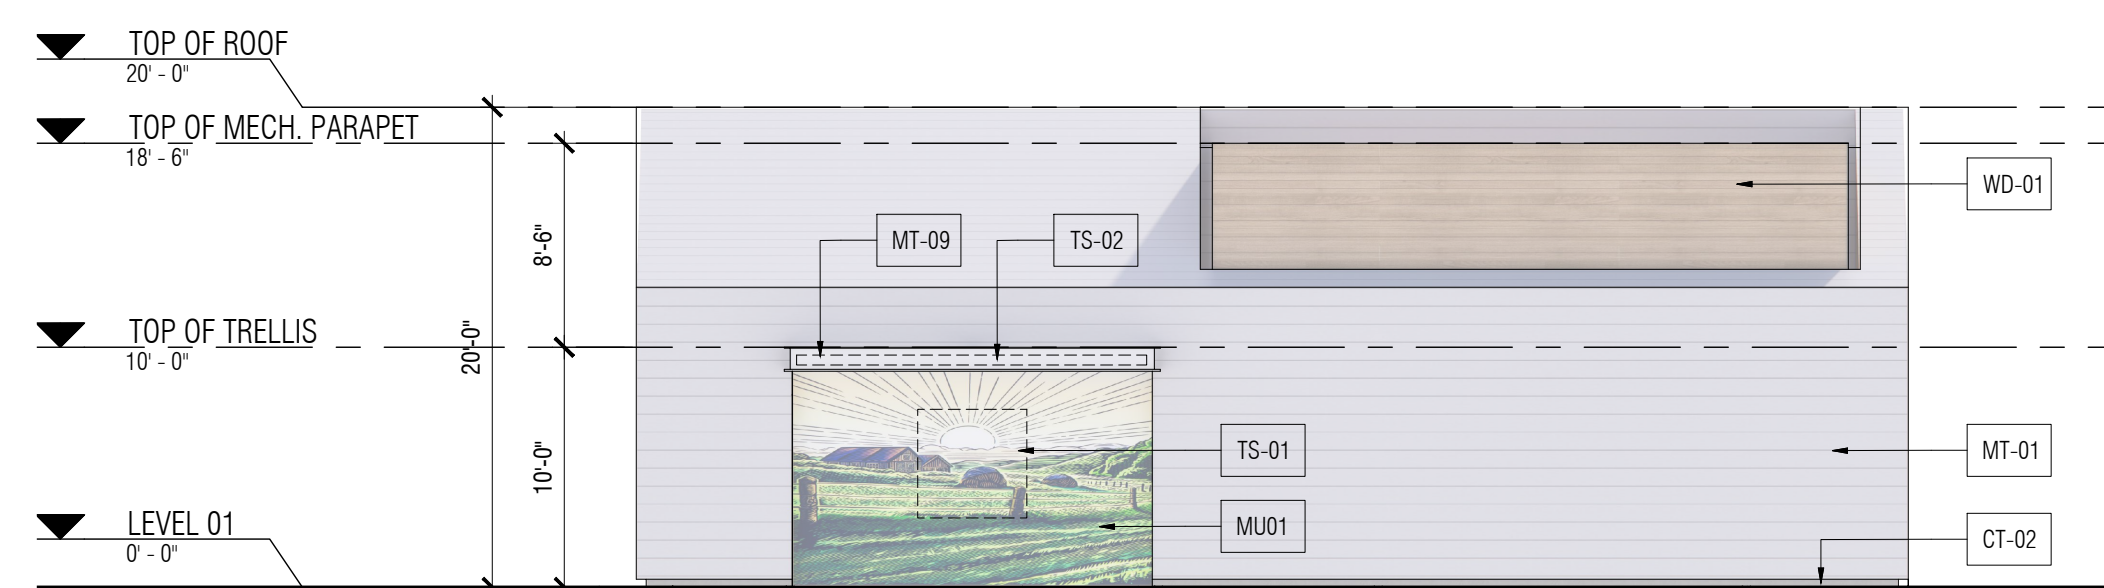 TOP OF ROOF
20' - 0"
TOP OF MECH. PARAPET
18' - 6"
WD-01
MT-09
TS-02
8'-6"
TOP OF TRELLIS
10' - 0"
20'-0"
10'-0"
TS-01
MT-01
MU01
LEVEL 01
0' - 0"
CT-02